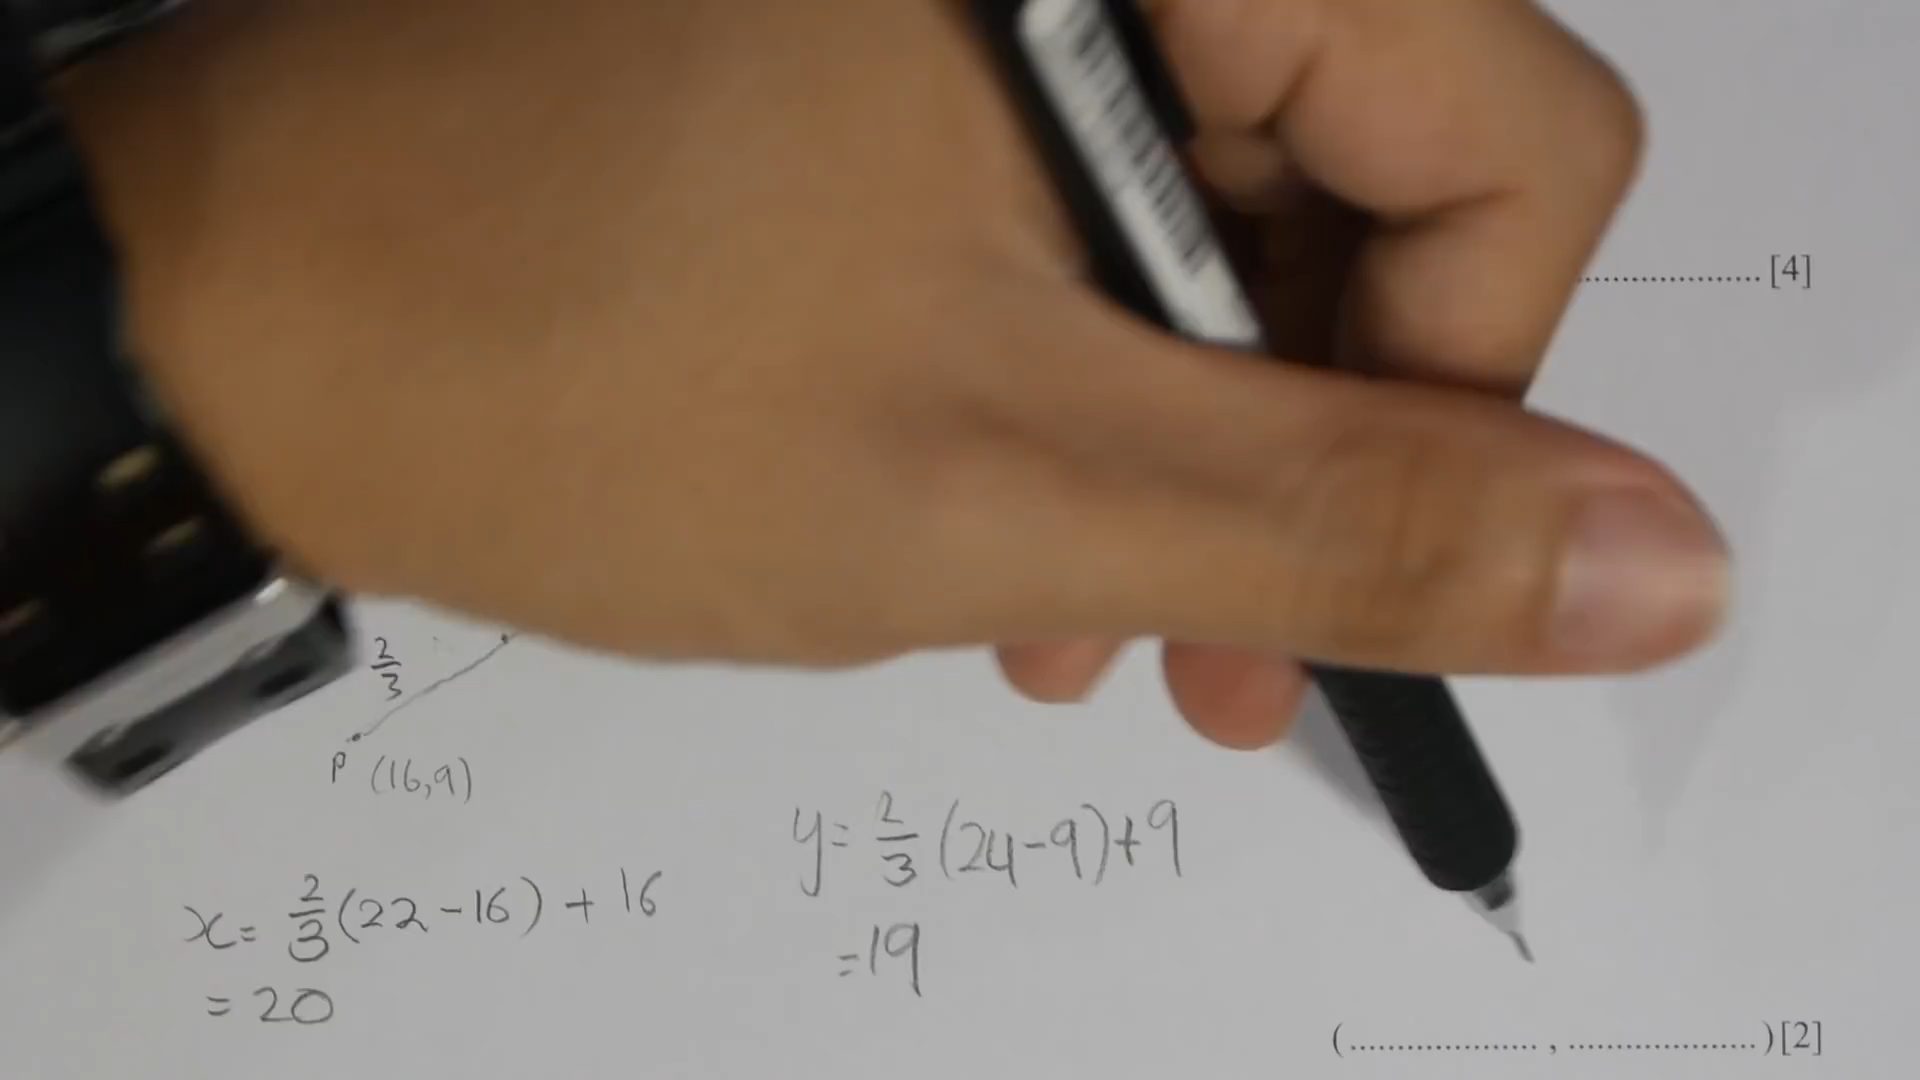 .................. [4]
2/3
P (16,9)
y = 2/3 (24-9)+9
= 19
x = 2/3 (22-16) + 16
= 20
(.................... , ....................) [2]